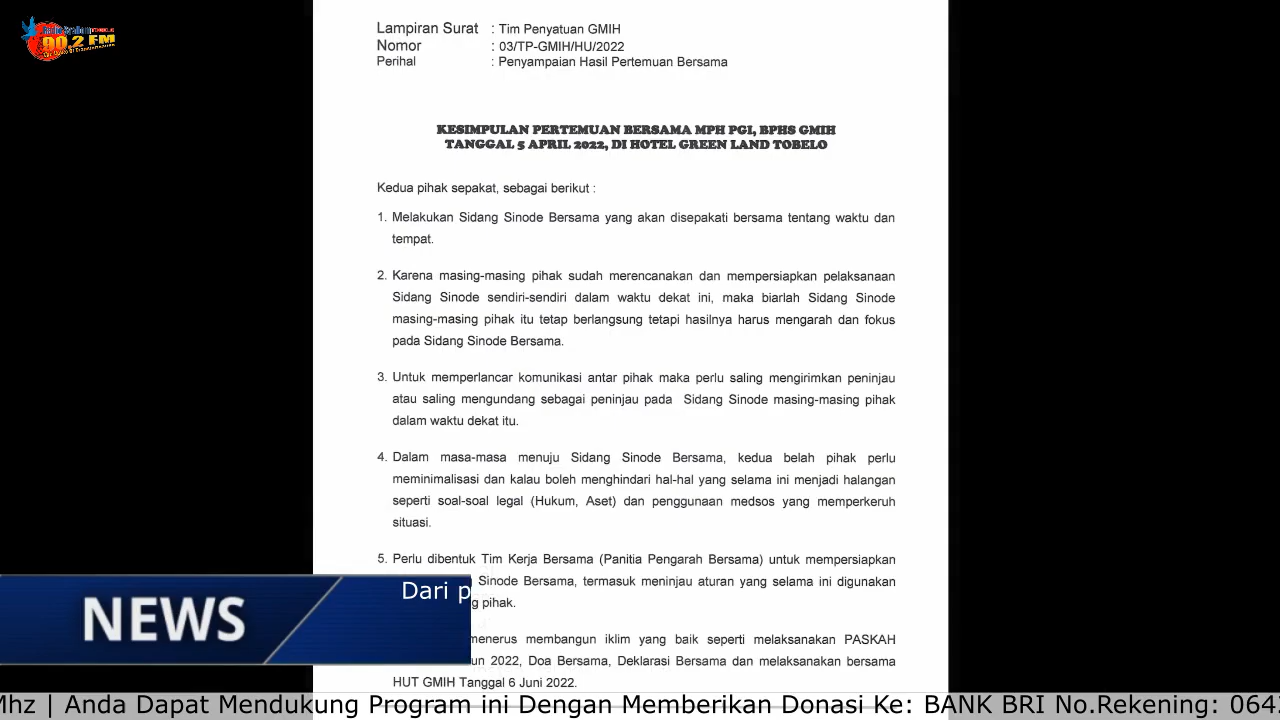 90.2 FM
Lampiran Surat : Tim Penyatuan GMIH
Nomor : 03/TP-GMIH/HU/2022
Perihal : Penyampaian Hasil Pertemuan Bersama
KESIMPULAN PERTEMUAN BERSAMA MPH PGI, BPHS GMIH
TANGGAL 5 APRIL 2022, DI HOTEL GREEN LAND TOBELO
Kedua pihak sepakat, sebagai berikut :
1. Melakukan Sidang Sinode Bersama yang akan disepakati bersama tentang waktu dan
tempat.
2. Karena masing-masing pihak sudah merencanakan dan mempersiapkan pelaksanaan
Sidang Sinode sendiri-sendiri dalam waktu dekat ini, maka biarlah Sidang Sinode
masing-masing pihak itu tetap berlangsung tetapi hasilnya harus mengarah dan fokus
pada Sidang Sinode Bersama.
3. Untuk memperlancar komunikasi antar pihak maka perlu saling mengirimkan peninjau
atau saling mengundang sebagai peninjau pada Sidang Sinode masing-masing pihak
dalam waktu dekat itu.
4. Dalam masa-masa menuju Sidang Sinode Bersama, kedua belah pihak perlu
meminimalisasi dan kalau boleh menghindari hal-hal yang selama ini menjadi halangan
seperti soal-soal legal (Hukum, Aset) dan penggunaan medsos yang memperkeruh
situasi.
5. Perlu dibentuk Tim Kerja Bersama (Panitia Pengarah Bersama) untuk mempersiapkan
Sinode Bersama, termasuk meninjau aturan yang selama ini digunakan
g pihak.
menerus membangun iklim yang baik seperti melaksanakan PASKAH
un 2022, Doa Bersama, Deklarasi Bersama dan melaksanakan bersama
HUT GMIH Tanggal 6 Juni 2022.
Dari p
NEWS
Mhz | Anda Dapat Mendukung Program ini Dengan Memberikan Donasi Ke: BANK BRI No.Rekening: 064